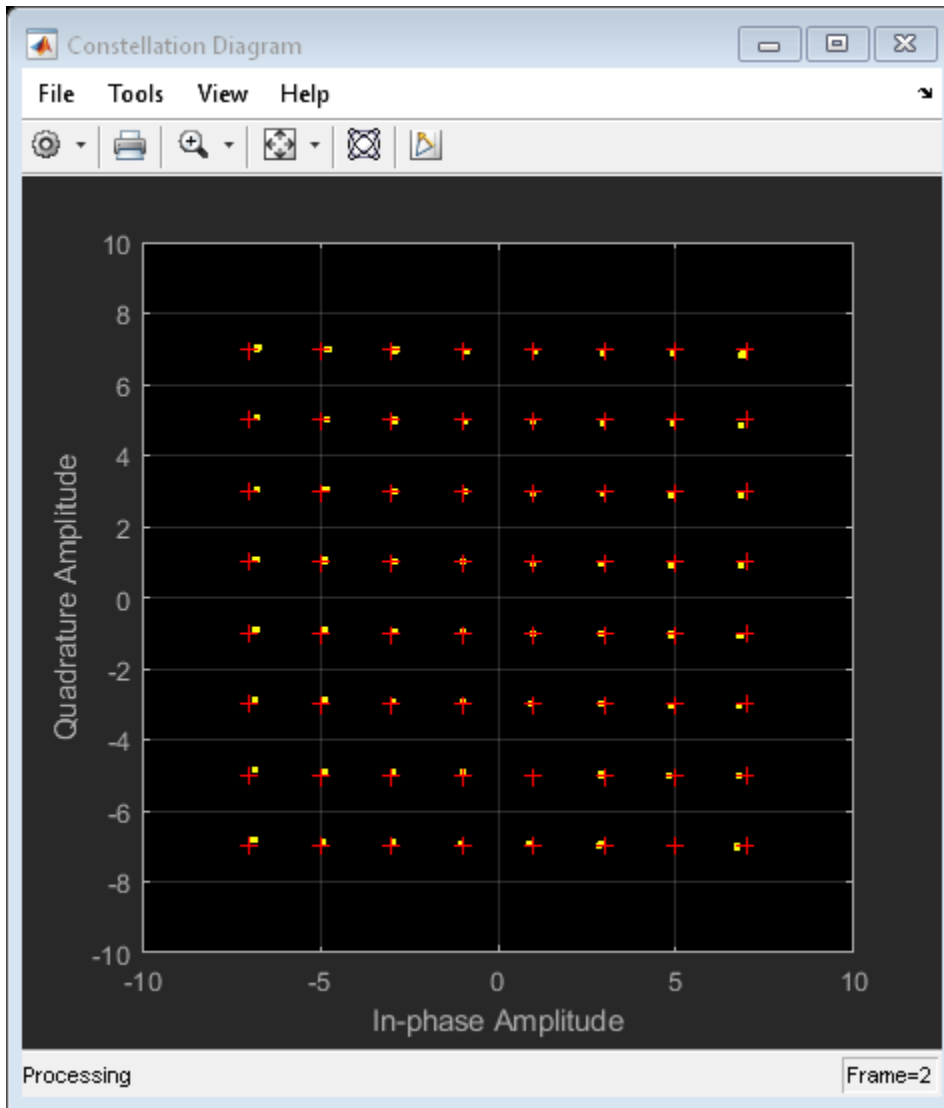 Constellation Diagram
File Tools View Help
10
8
6
4
2
0
-2
-4
-6
-8
-10
Quadrature Amplitude
-10 -5 0 5 10
In-phase Amplitude
Processing Frame=2